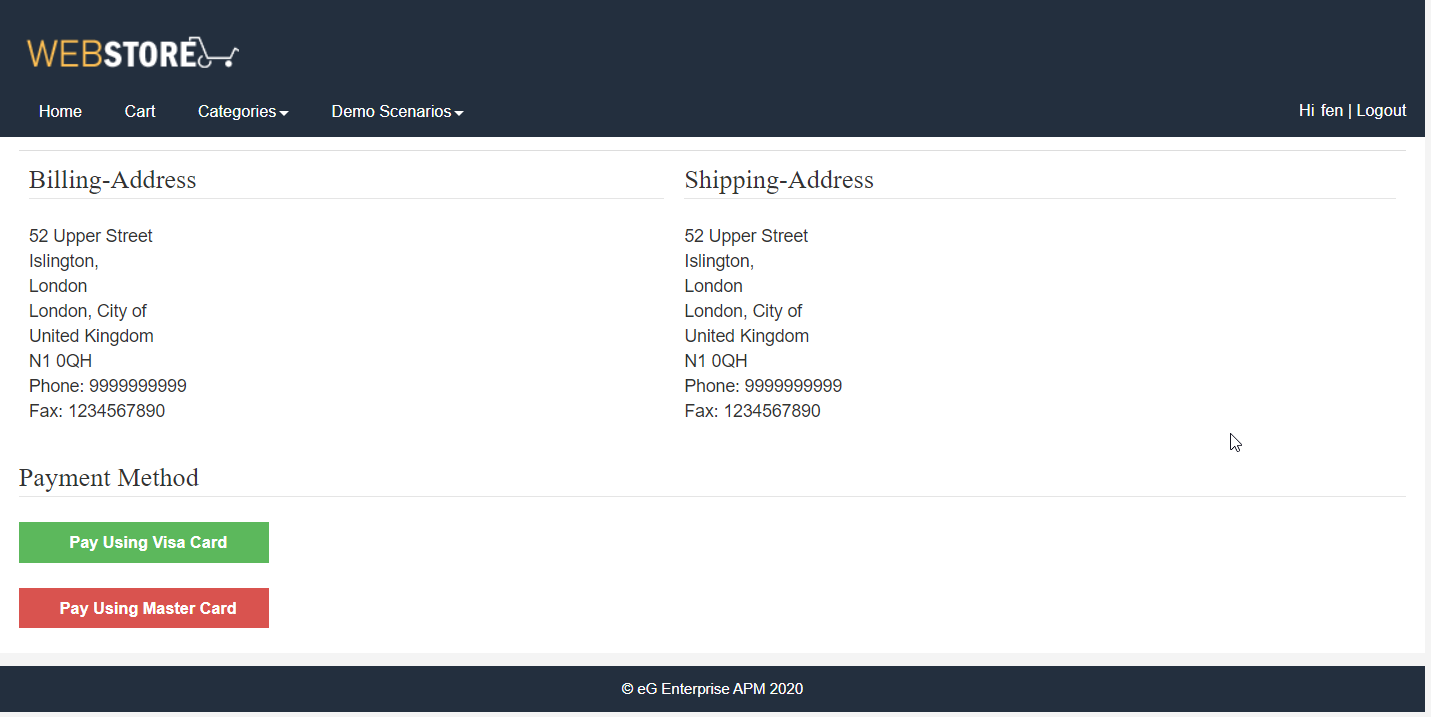 WEBSTORE
Home Cart Categories Demo Scenarios Hi fen | Logout
Billing-Address
52 Upper Street
Islington,
London
London, City of
United Kingdom
N1 0QH
Phone: 9999999999
Fax: 1234567890
Shipping-Address
52 Upper Street
Islington,
London
London, City of
United Kingdom
N1 0QH
Phone: 9999999999
Fax: 1234567890
Payment Method
Pay Using Visa Card
Pay Using Master Card
© eG Enterprise APM 2020